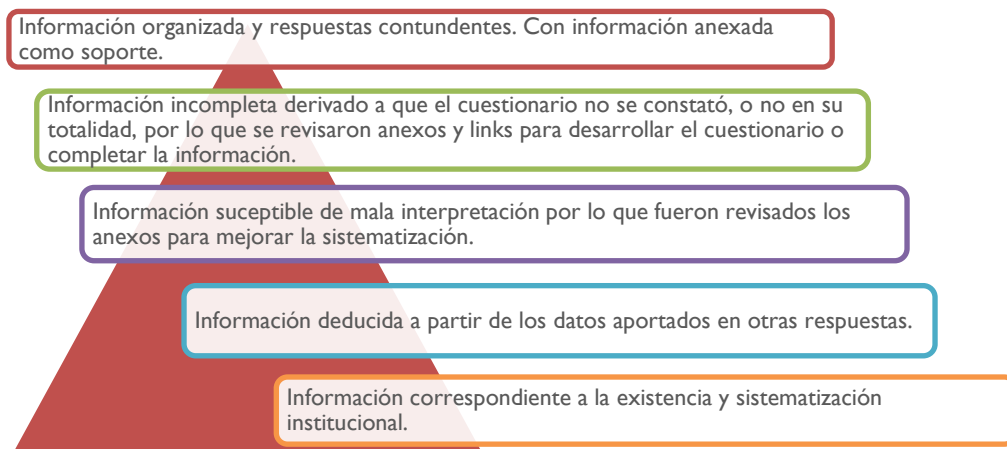 Información organizada y respuestas contundentes. Con información anexada
como soporte.
Información incompleta derivado a que el cuestionario no se constató, o no en su
totalidad, por lo que se revisaron anexos y links para desarrollar el cuestionario o
completar la información.
Información suceptible de mala interpretación por lo que fueron revisados los
anexos para mejorar la sistematización.
Información deducida a partir de los datos aportados en otras respuestas.
Información correspondiente a la existencia y sistematización
institucional.